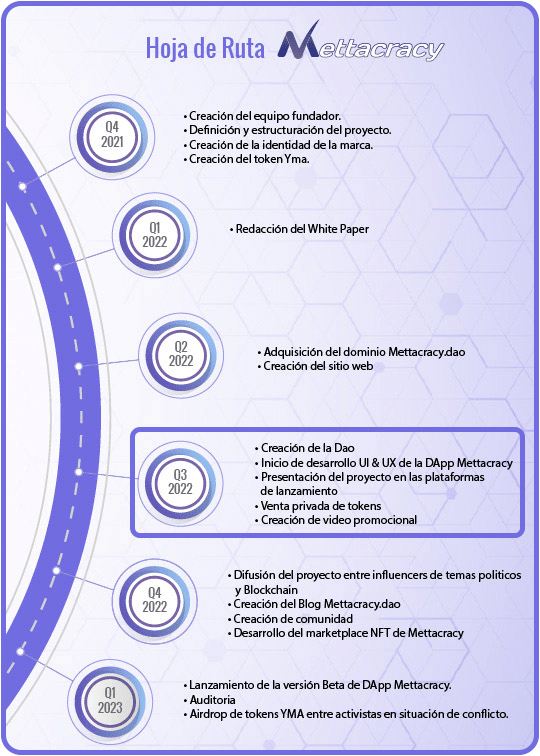 Hoja de Ruta Mettacracy
Q4
2021
• Creación del equipo fundador.
• Definición y estructuración del proyecto.
• Creación de la identidad de la marca.
• Creación del token Yma.
Q1
2022
• Redacción del White Paper
Q2
2022
• Adquisición del dominio Mettacracy.dao
• Creación del sitio web
Q3
2022
• Creación de la Dao
• Inicio de desarrollo UI & UX de la DApp Mettacracy
• Presentación del proyecto en las plataformas
de lanzamiento
• Venta privada de tokens
• Creación de video promocional
Q4
2022
• Difusión del proyecto entre influencers de temas politicos
y Blockchain
• Creación del Blog Mettacracy.dao
• Creación de comunidad
• Desarrollo del marketplace NFT de Mettacracy
Q1
2023
• Lanzamiento de la versión Beta de DApp Mettacracy.
• Auditoria
• Airdrop de tokens YMA entre activistas en situación de conflicto.